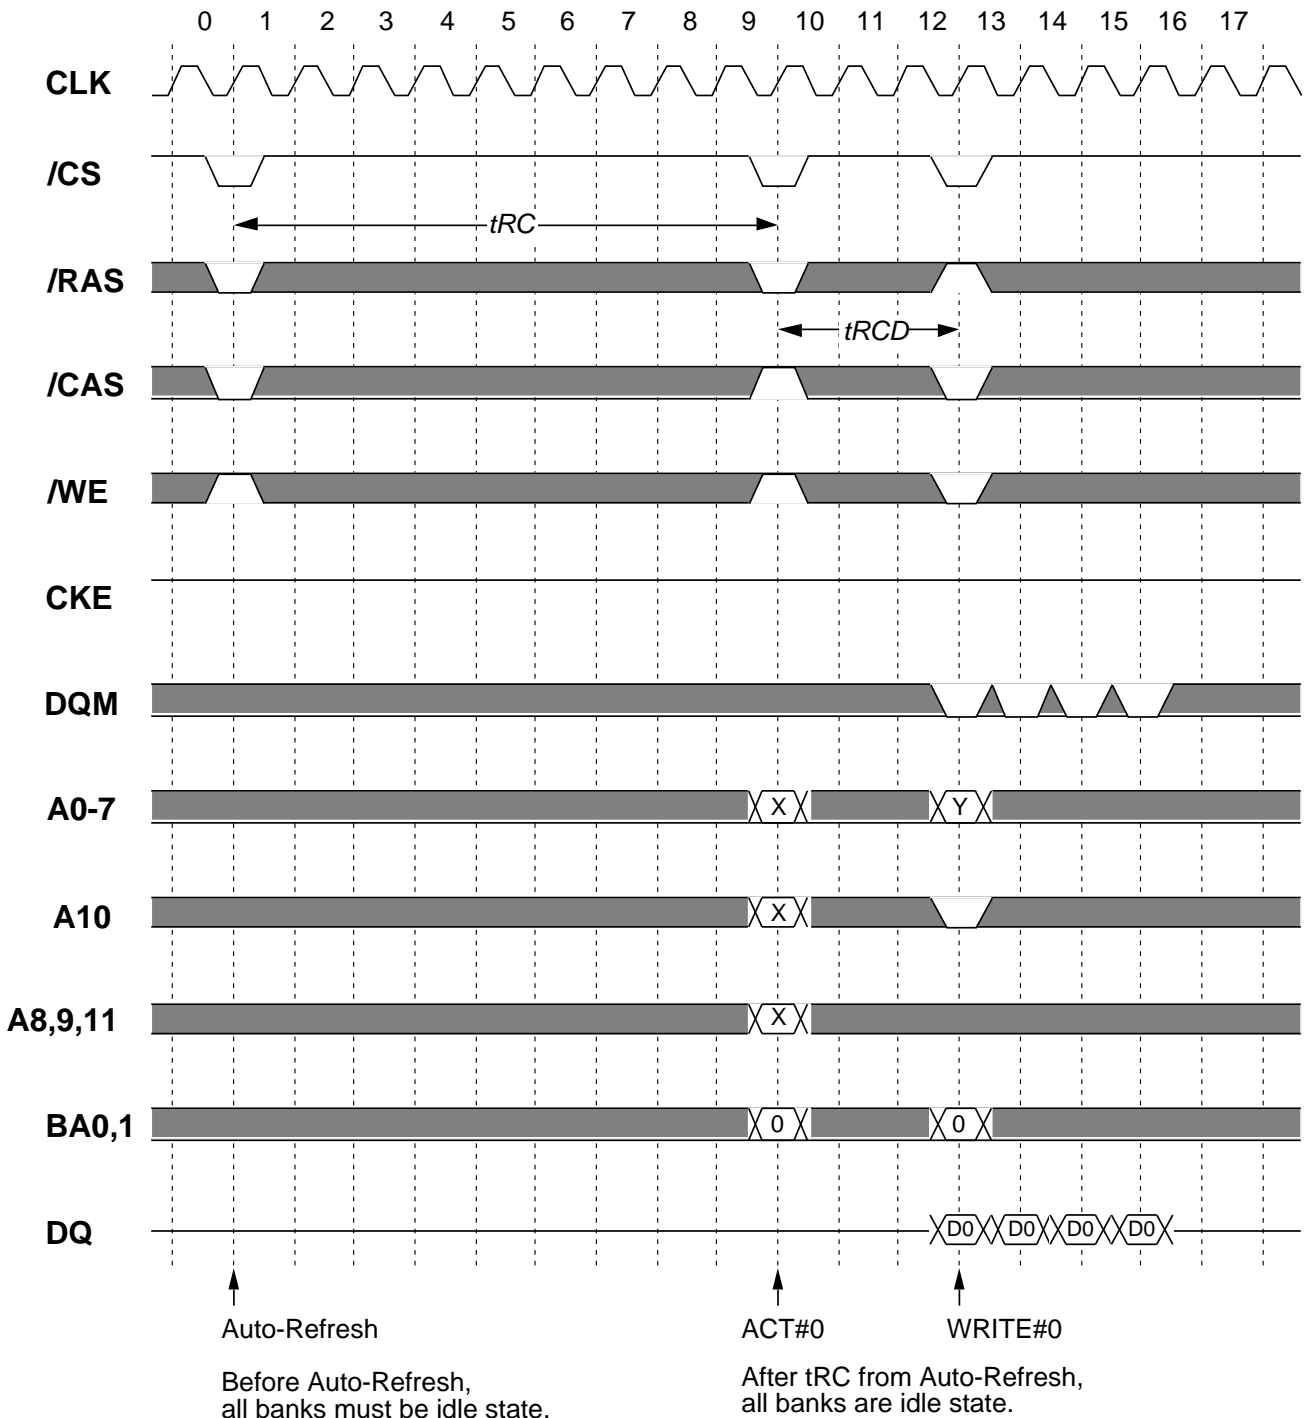 0 1 2 3 4 5 6 7 8 9 10 11 12 13 14 15 16 17
CLK
/CS
tRC
/RAS
tRCD
/CAS
/WE
CKE
DQM
A0-7 X Y
A10 X
A8,9,11 X
BA0,1 0 0
DQ D0 D0 D0 D0
Auto-Refresh ACT#0 WRITE#0
Before Auto-Refresh,
all banks must be idle state.
After tRC from Auto-Refresh,
all banks are idle state.